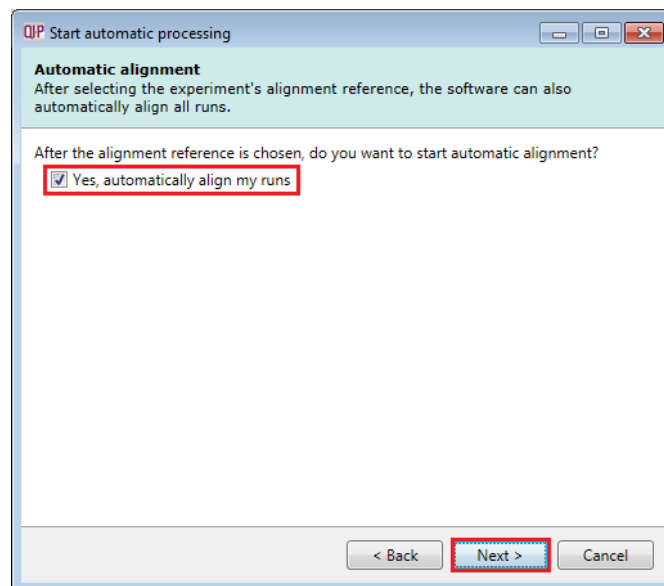 QIP Start automatic processing
Automatic alignment
After selecting the experiment's alignment reference, the software can also
automatically align all runs.
After the alignment reference is chosen, do you want to start automatic alignment?
Yes, automatically align my runs
< Back Next > Cancel